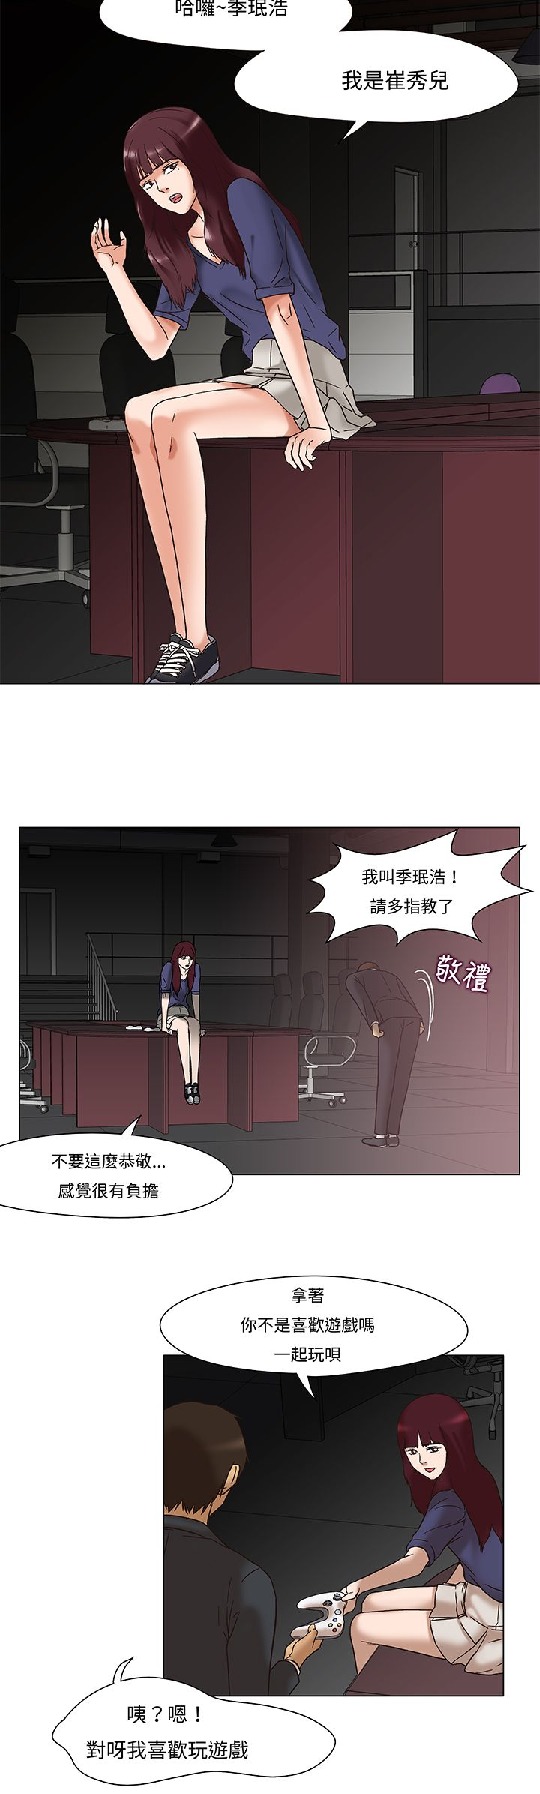 哈囉~季珉浩
我是崔秀兒
我叫季珉浩！
請多指教了
敬禮
不要這麼恭敬...
感覺很有負擔
拿著
你不是喜歡遊戲嗎
一起玩唄
咦？嗯！
對呀我喜歡玩遊戲